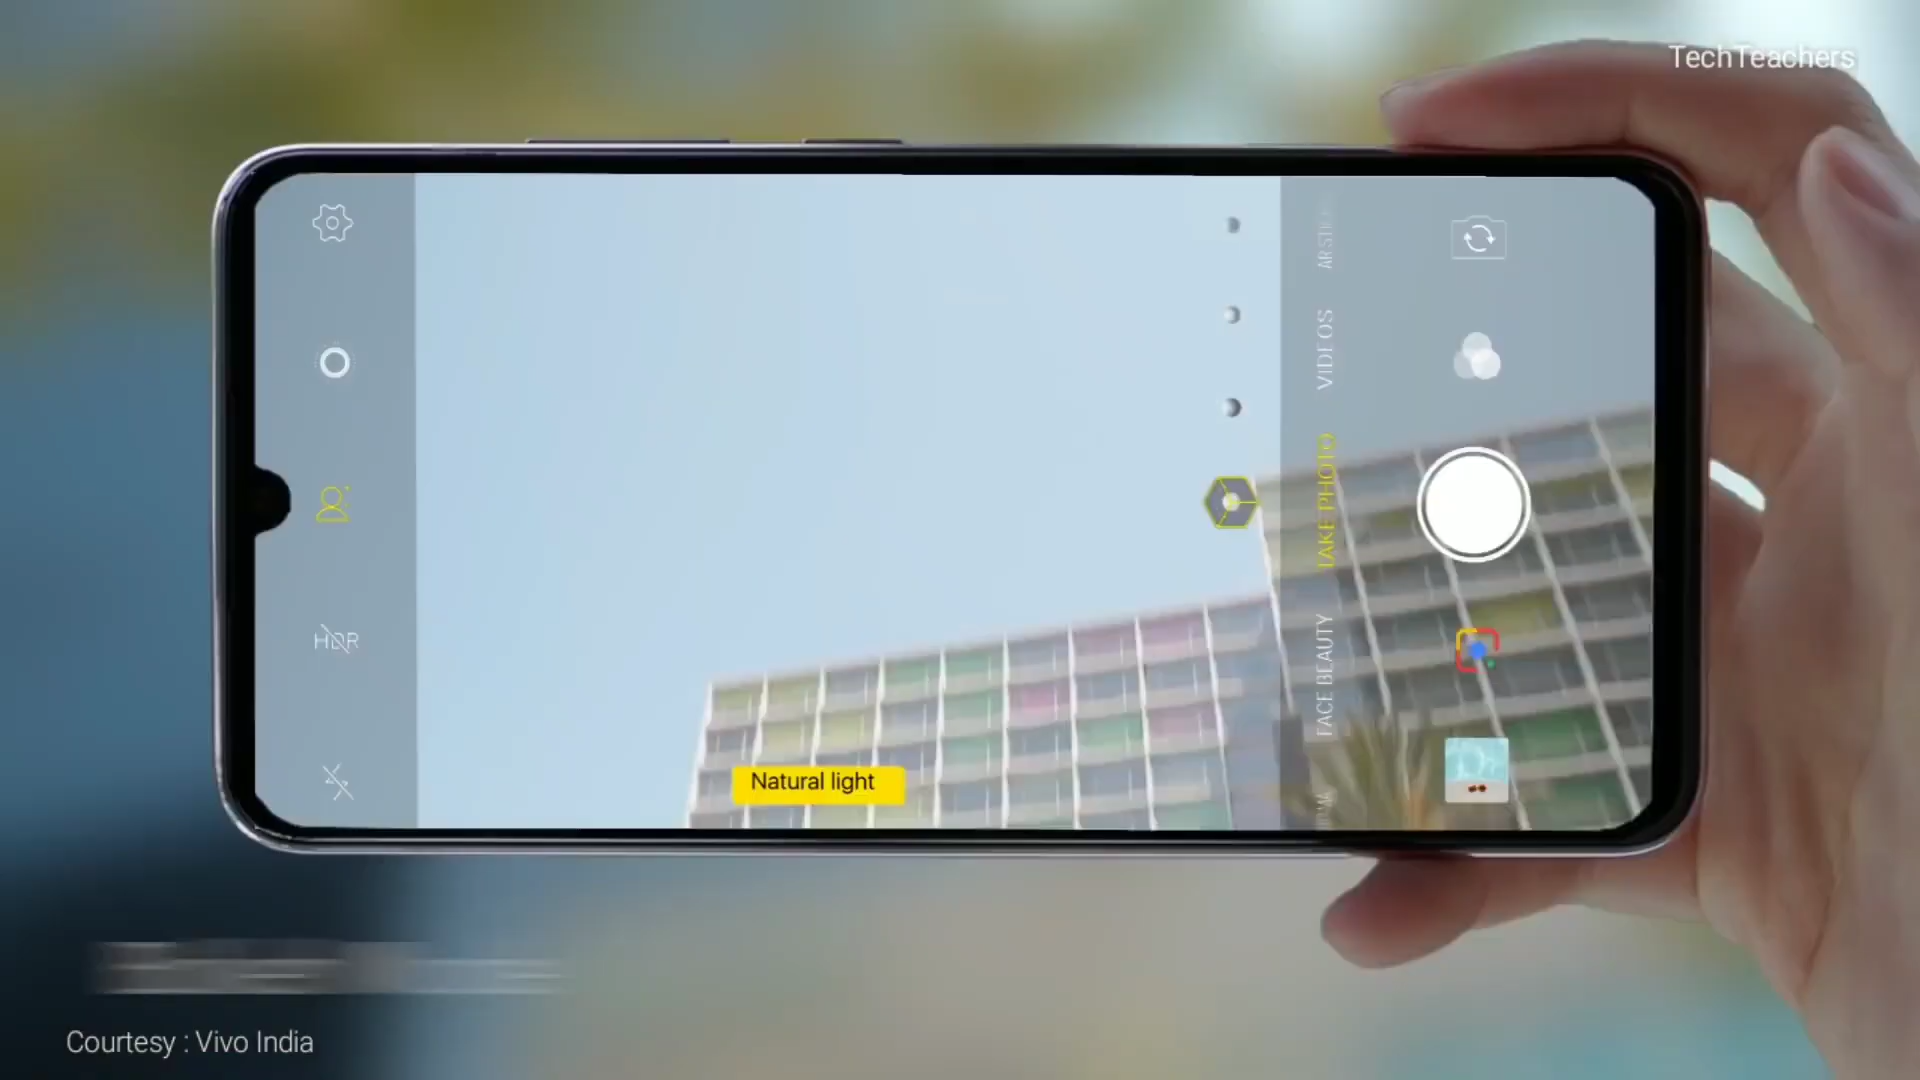 TechTeachers
VIDEOS
TAKE PHOTO
FACE BEAUTY
HDR
Natural light
Courtesy : Vivo India